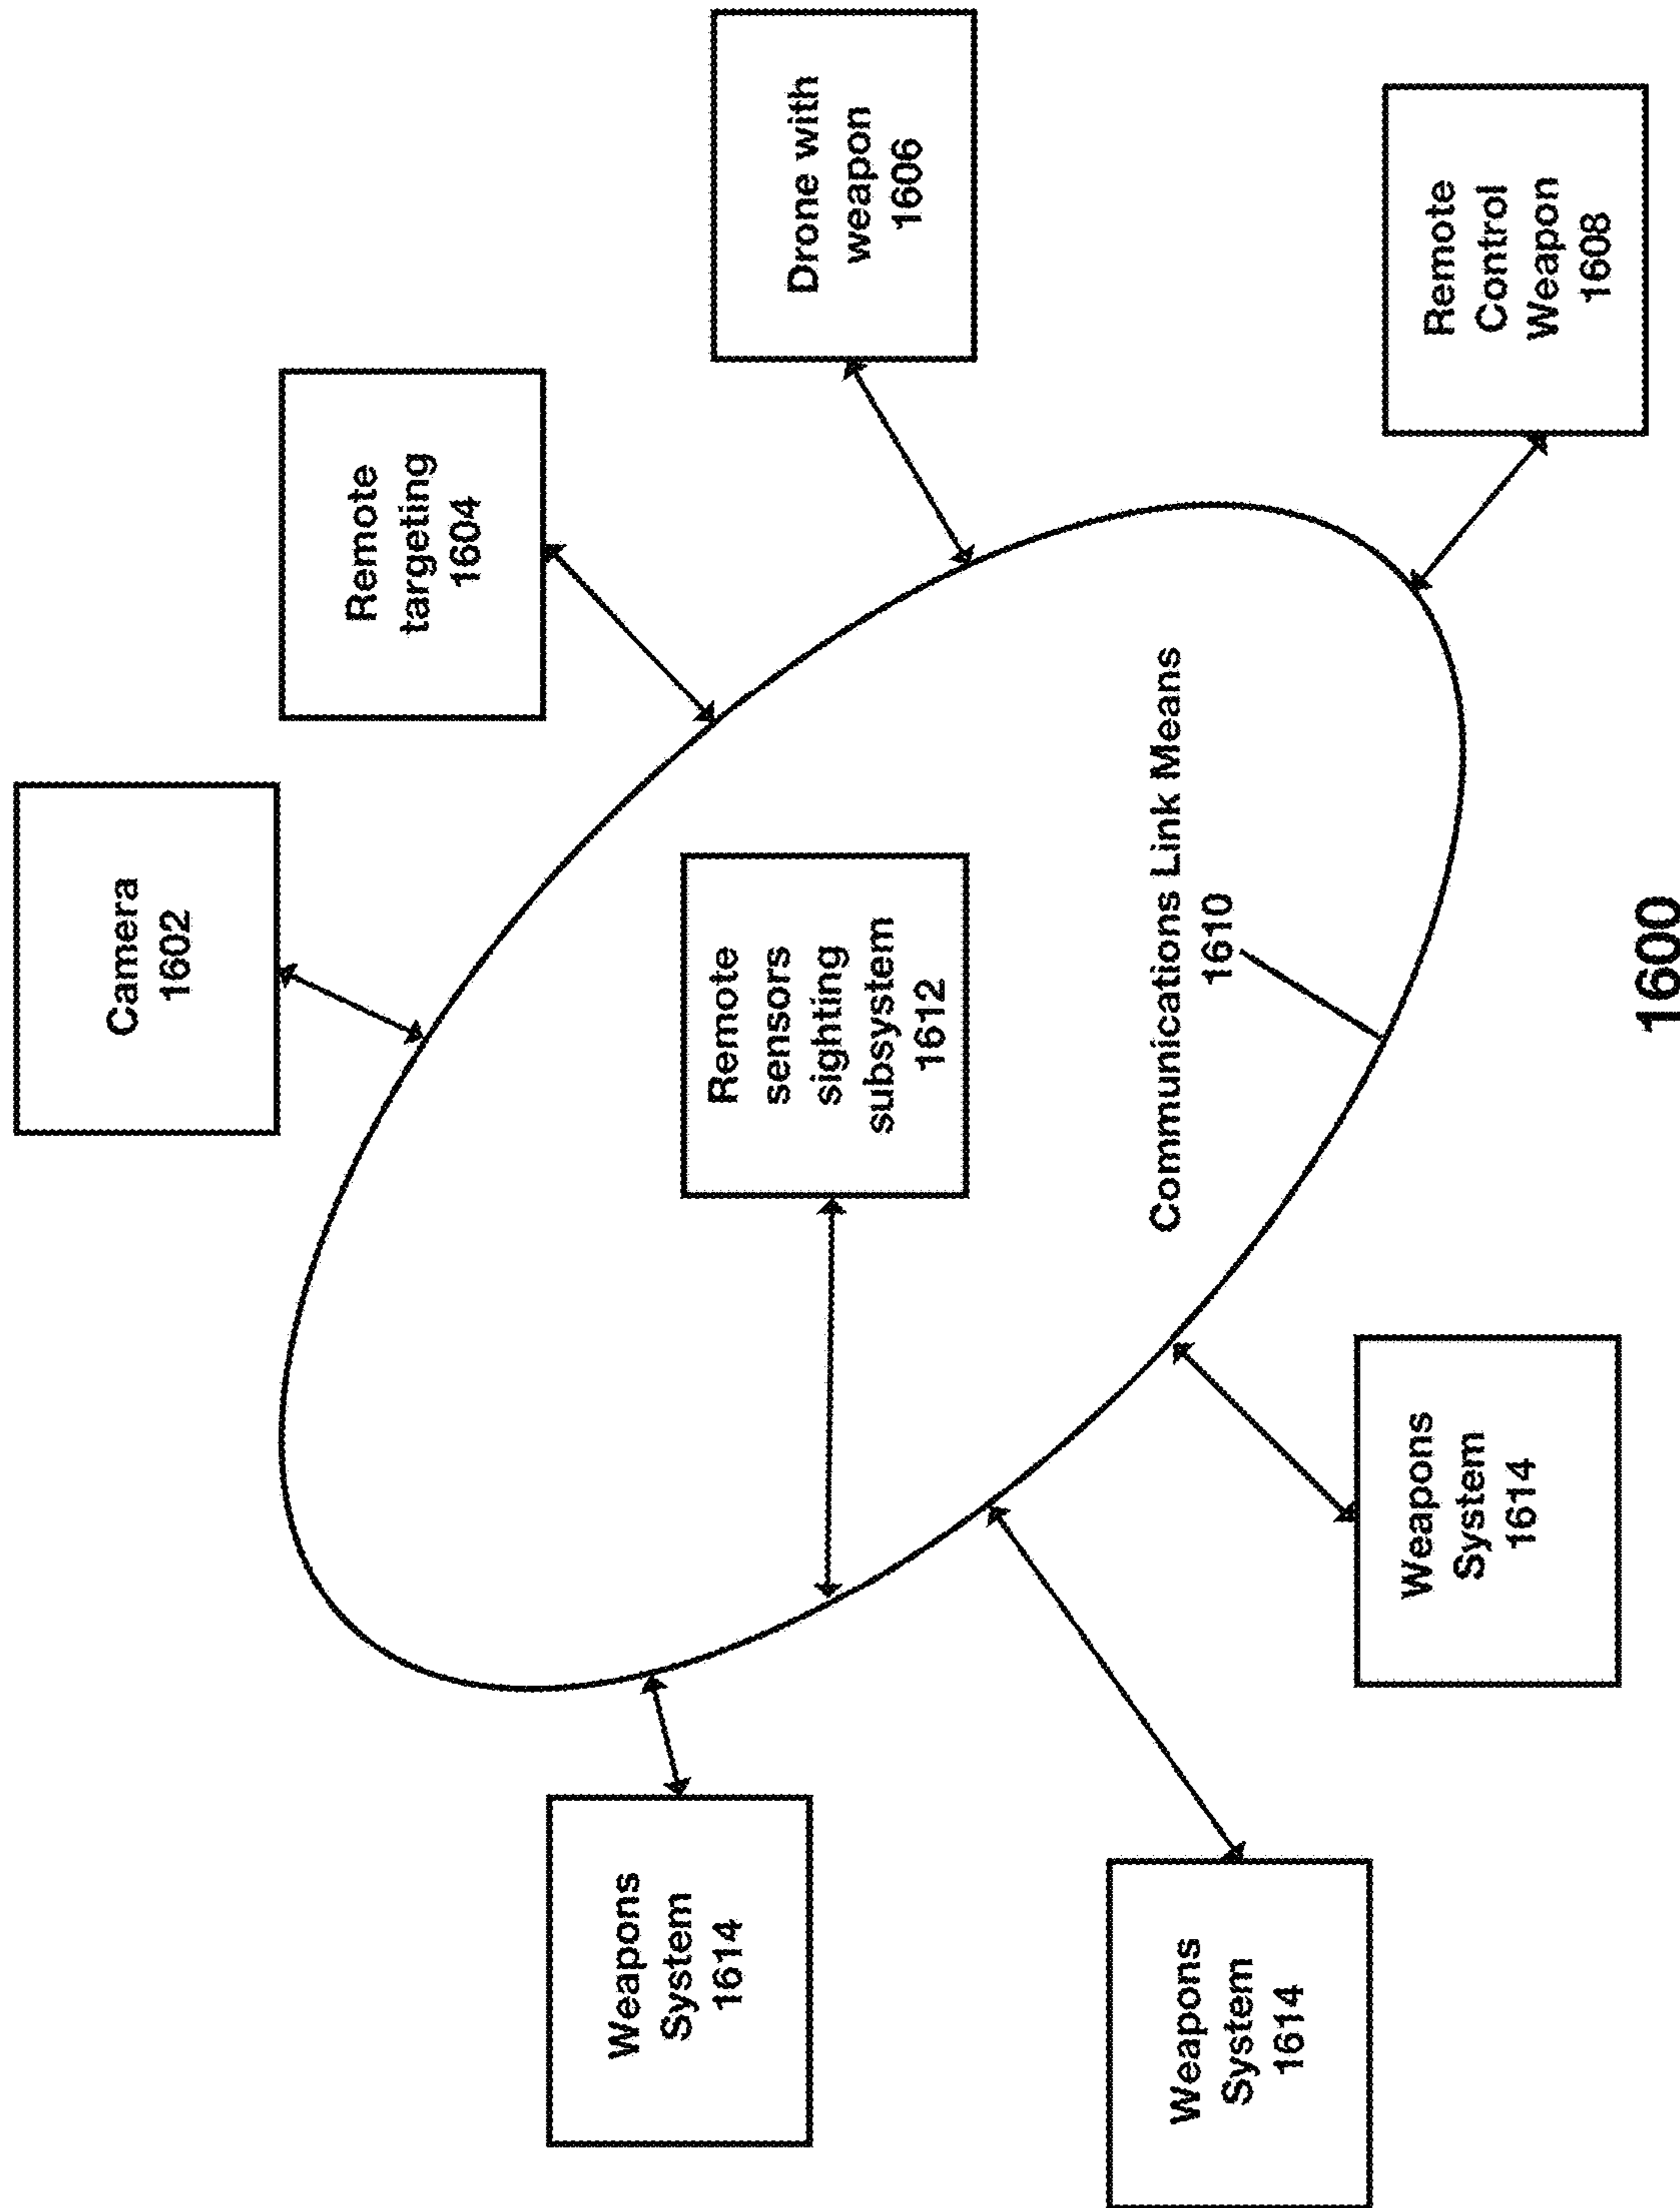 Camera
1602
Remote
targeting
1604
Drone with
weapon
1606
Remote
Control
Weapon
1608
Remote
sensors
sighting
subsystem
1612
Communications Link Means
1610
Weapons
System
1614
Weapons
System
1614
Weapons
System
1614
1600